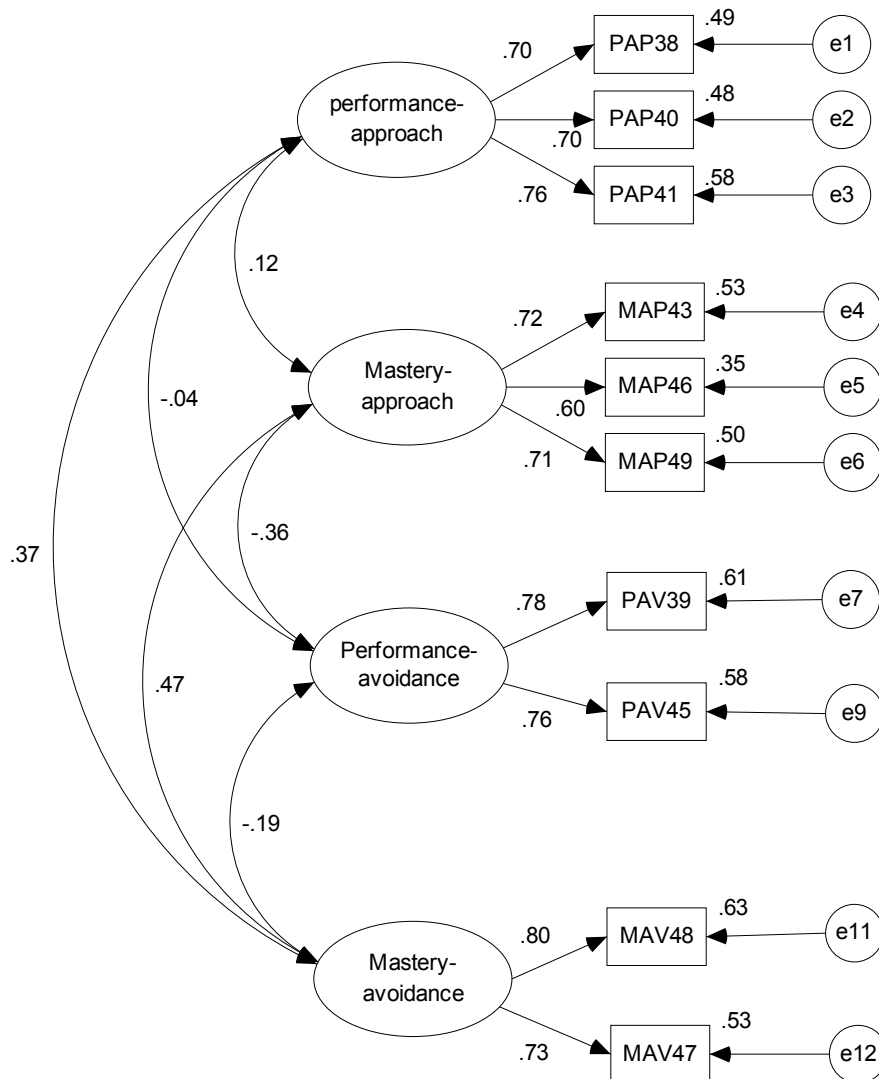 .49
.70
PAP38
e1
performance-
approach
.48
PAP40
e2
.70
.58
.76
PAP41
e3
.12
.53
.72
MAP43
e4
Mastery-
approach
.35
MAP46
e5
-.04
.60
.50
.71
MAP49
e6
-.36
.37
.61
.78
PAV39
e7
Performance-
avoidance
.47
.58
.76
PAV45
e9
-.19
.63
.80
MAV48
e11
Mastery-
avoidance
.53
.73
MAV47
e12